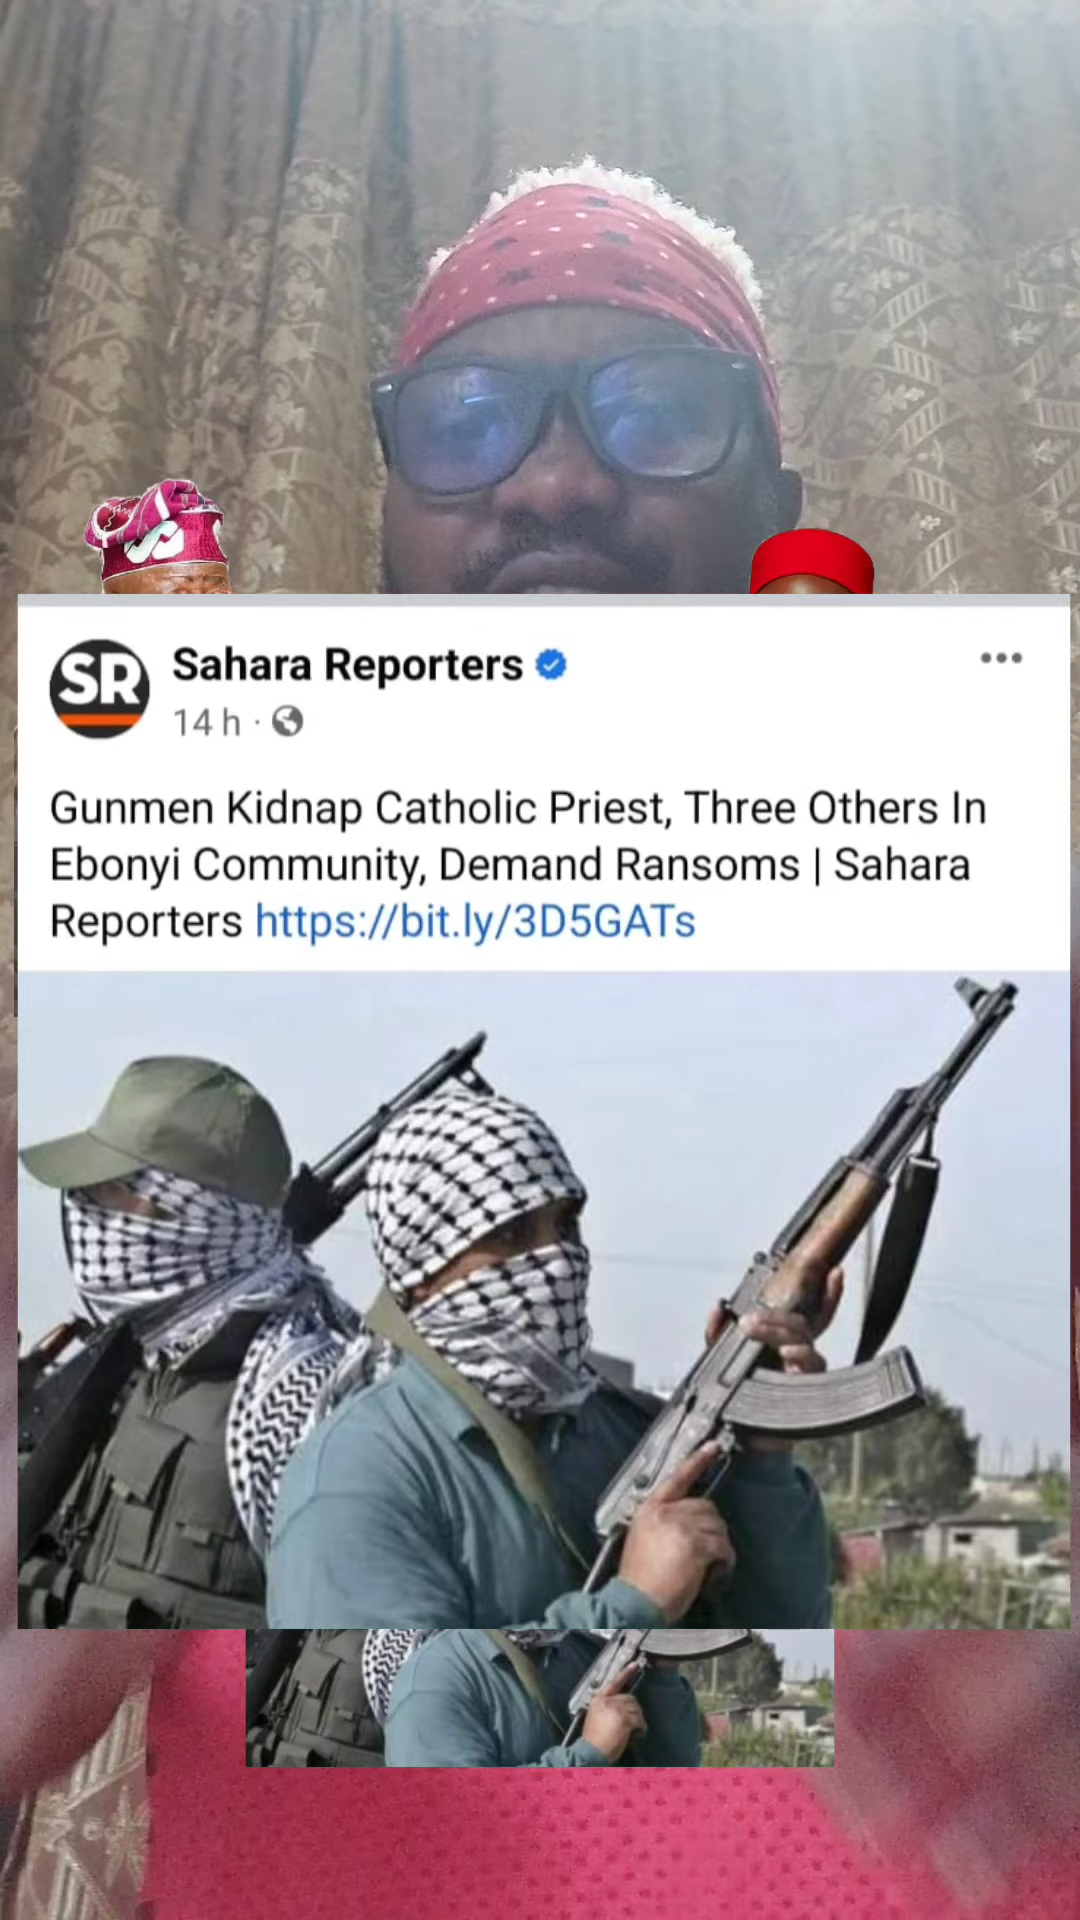 SR
Sahara Reporters
14 h ·
Gunmen Kidnap Catholic Priest, Three Others In
Ebonyi Community, Demand Ransoms | Sahara
Reporters https://bit.ly/3D5GATs